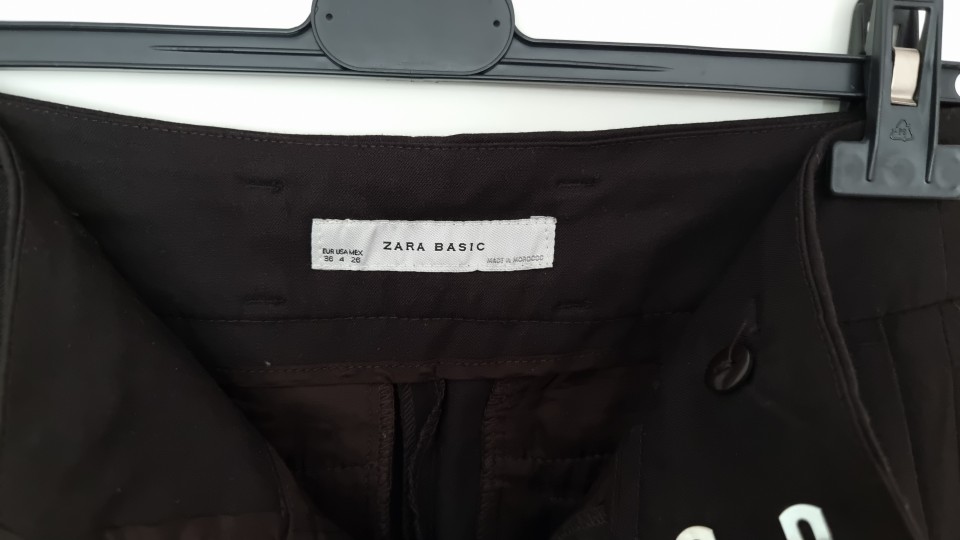 EUR USA MEX
36 4 26
ZARA BASIC
MADE IN MOROCCO